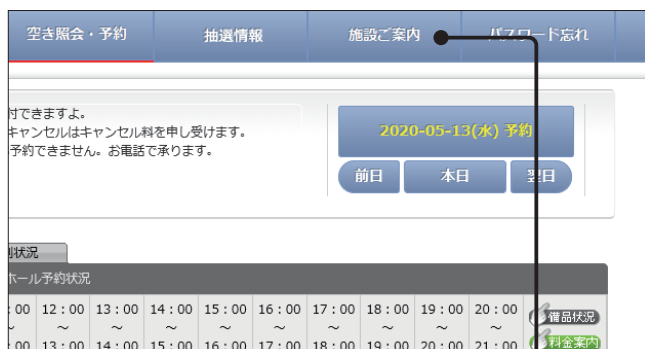 空き照会・予約 抽選情報 施設ご案内 パスワード忘れ
付できますよ。
キャンセルはキャンセル料を申し受けます。
予約できません。お電話で承ります。
2020-05-13(水) 予約
前日 本日 翌日
別状況
ホール予約状況
:00 12:00 13:00 14:00 15:00 16:00 17:00 18:00 19:00 20:00 備品状況
~ ~ ~ ~ ~ ~ ~ ~ ~ ~
:00 13:00 14:00 15:00 16:00 17:00 18:00 19:00 20:00 21:00 料金案内